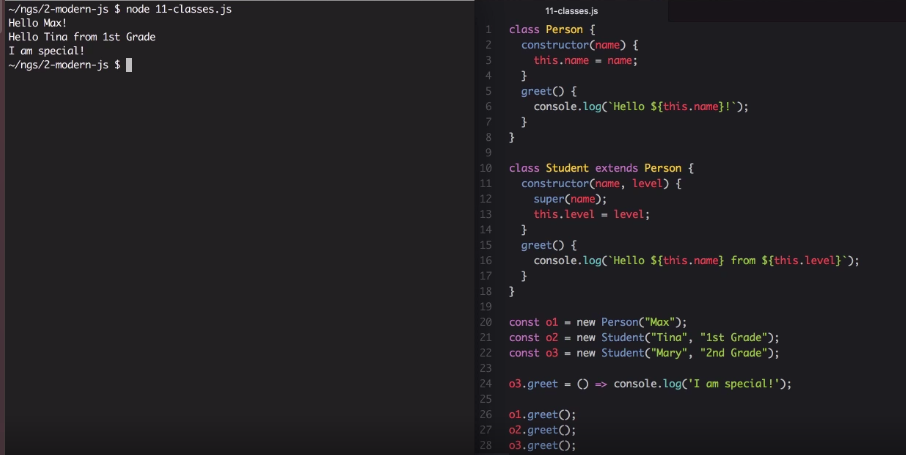 ~/ngs/2-modern-js $ node 11-classes.js
Hello Max!
Hello Tina from 1st Grade
I am special!
~/ngs/2-modern-js $
11-classes.js
1 class Person {
2   constructor(name) {
3     this.name = name;
4   }
5   greet() {
6     console.log(`Hello ${this.name}!`);
7   }
8 }
9
10 class Student extends Person {
11   constructor(name, level) {
12     super(name);
13     this.level = level;
14   }
15   greet() {
16     console.log(`Hello ${this.name} from ${this.level}`);
17   }
18 }
19
20 const o1 = new Person("Max");
21 const o2 = new Student("Tina", "1st Grade");
22 const o3 = new Student("Mary", "2nd Grade");
23
24 o3.greet = () => console.log('I am special!');
25
26 o1.greet();
27 o2.greet();
28 o3.greet();